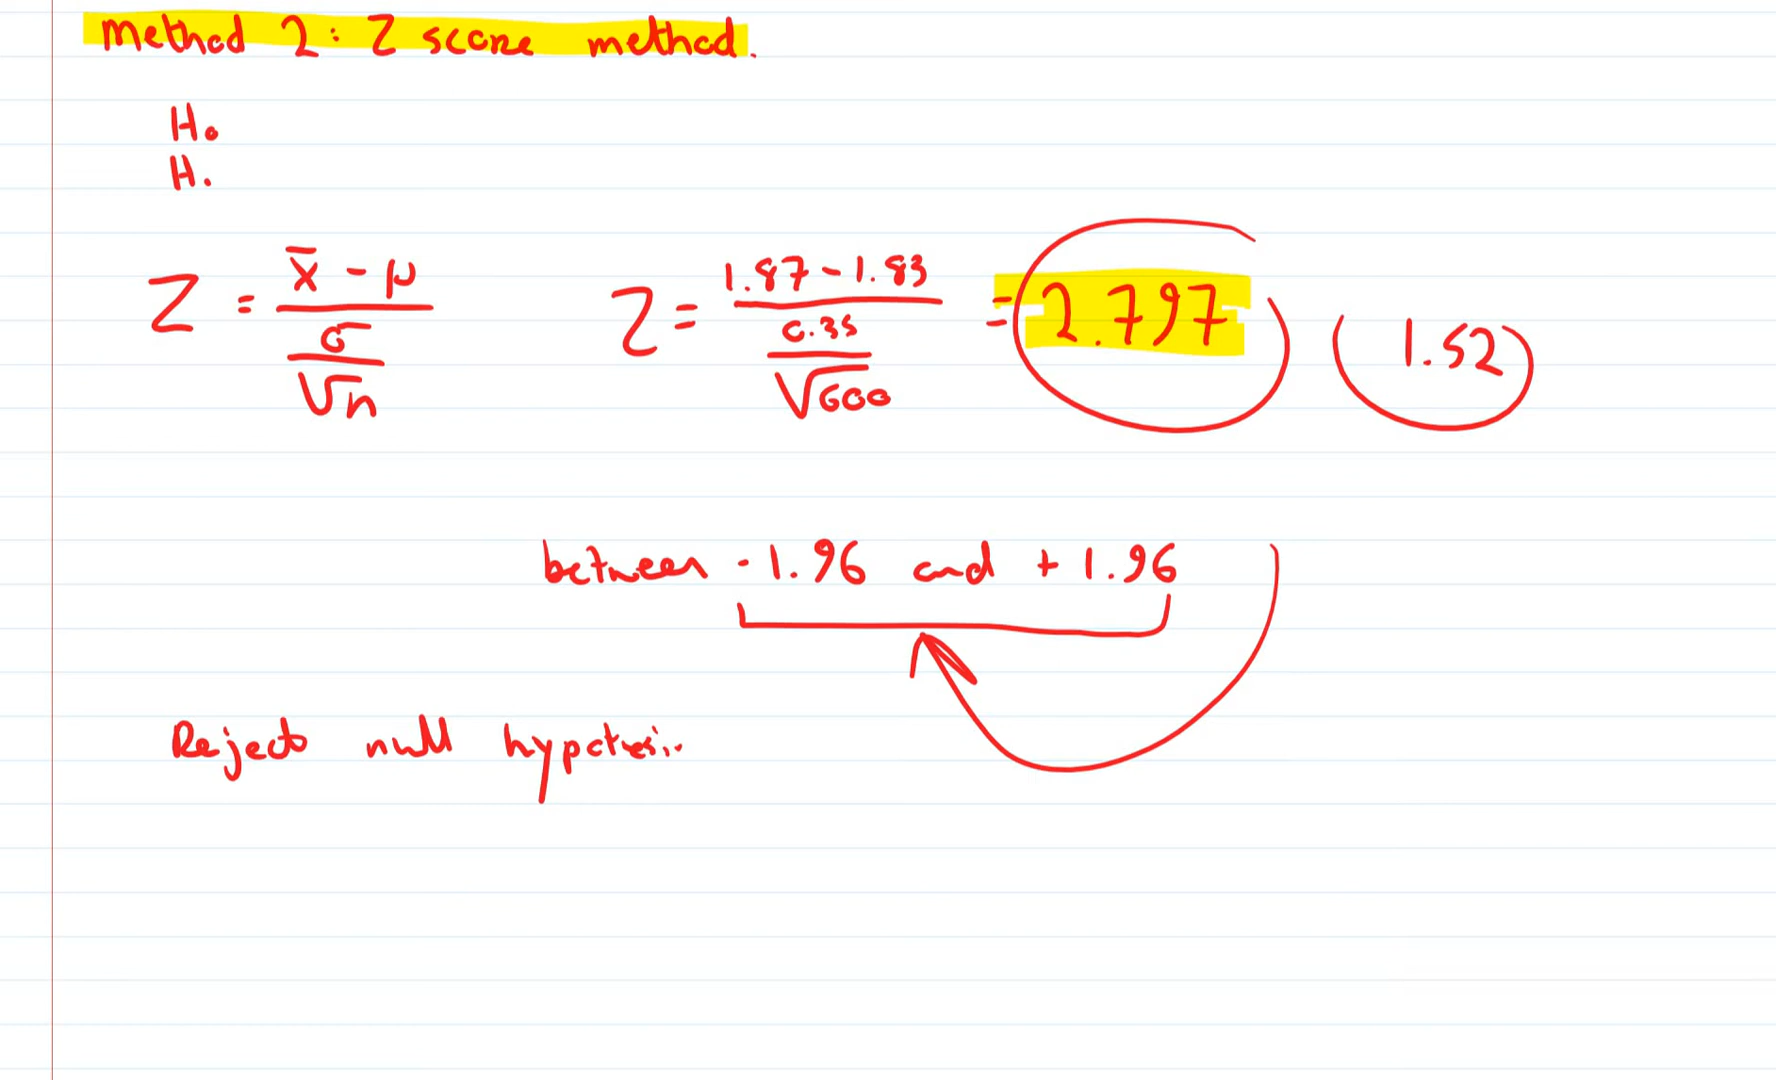 Method 2: Z score method.
H₀
H₁
Z = (x̄ - μ) / (σ / √n)   Z = (1.87 - 1.83) / (0.35 / √600) = 2.797   1.52
between -1.96 and +1.96
Reject null hypothesis